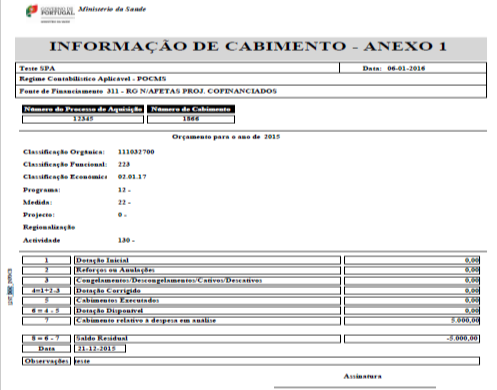 GOVERNO DE
PORTUGAL
Ministerio da Saude
INFORMAÇÃO DE CABIMENTO - ANEXO 1
Teste SPA Data: 06-01-2016
Regime Contabilístico Aplicável - POCMS
Fonte de Financiamento 311 - RG N/AFETAS PROJ. COFINANCIADOS
Número do Processo de Aquisição Número de Cabimento
12345 1866
Orçamento para o ano de 2015
Classificação Orgânica: 111032700
Classificação Funcional: 223
Classificação Económica 02.01.17
Programa: 12 -
Medida: 22 -
Projecto: 0 -
Regionalização
Actividade 130 -
1 Dotação Inicial 0,00
2 Reforços ou Anulações 0,00
3 Congelamentos/Descongelamentos/Cativos/Descativos 0,00
4=1+2-3 Dotação Corrigido 0,00
5 Cabimentos Executados 0,00
6 = 4 - 5 Dotação Disponível 0,00
7 Cabimento relativo à despesa em análise 5.000,00
8 = 6 - 7 Saldo Residual -5.000,00
Data 21-12-2015
Observações teste
Assinatura